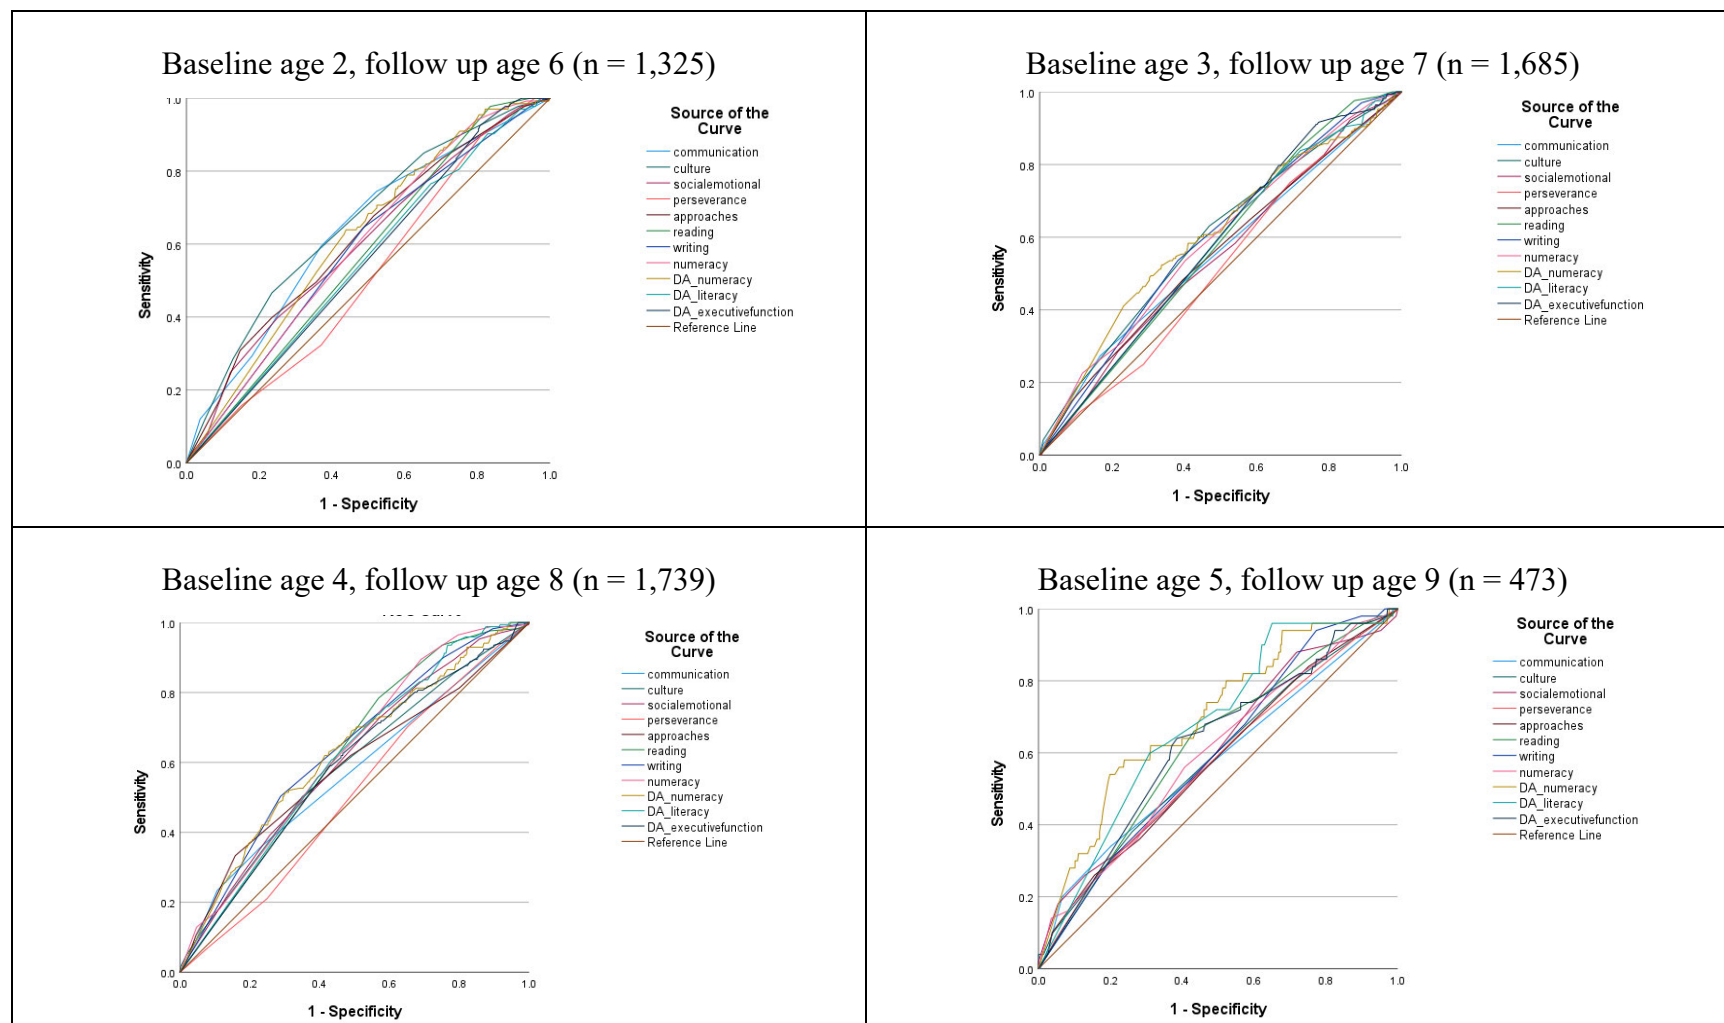 Baseline age 2, follow up age 6 (n = 1,325)
Source of the
Curve
communication
culture
socialemotional
perseverance
approaches
reading
writing
numeracy
DA_numeracy
DA_literacy
DA_executivefunction
Reference Line
Sensitivity
1.0
0.8
0.6
0.4
0.2
0.0
0.0 0.2 0.4 0.6 0.8 1.0
1 - Specificity
Baseline age 3, follow up age 7 (n = 1,685)
Source of the
Curve
communication
culture
socialemotional
perseverance
approaches
reading
writing
numeracy
DA_numeracy
DA_literacy
DA_executivefunction
Reference Line
Sensitivity
1.0
0.8
0.6
0.4
0.2
0.0
0.0 0.2 0.4 0.6 0.8 1.0
1 - Specificity
Baseline age 4, follow up age 8 (n = 1,739)
Source of the
Curve
communication
culture
socialemotional
perseverance
approaches
reading
writing
numeracy
DA_numeracy
DA_literacy
DA_executivefunction
Reference Line
Sensitivity
1.0
0.8
0.6
0.4
0.2
0.0
0.0 0.2 0.4 0.6 0.8 1.0
1 - Specificity
Baseline age 5, follow up age 9 (n = 473)
Source of the
Curve
communication
culture
socialemotional
perseverance
approaches
reading
writing
numeracy
DA_numeracy
DA_literacy
DA_executivefunction
Reference Line
Sensitivity
1.0
0.8
0.6
0.4
0.2
0.0
0.0 0.2 0.4 0.6 0.8 1.0
1 - Specificity